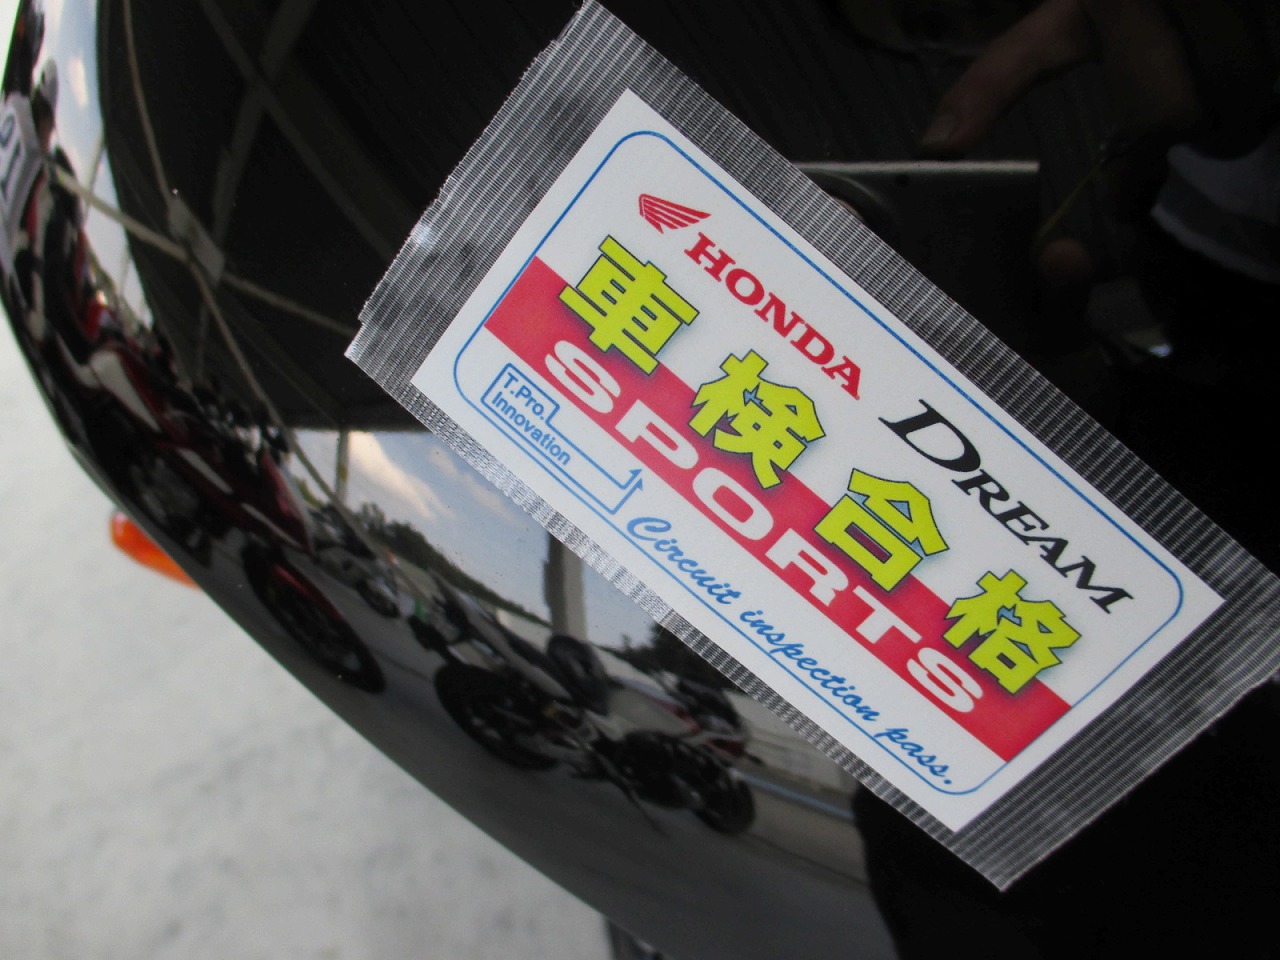 HONDA DREAM
車検合格
SPORTS
T.Pro.
Innovation
Circuit inspection pass.